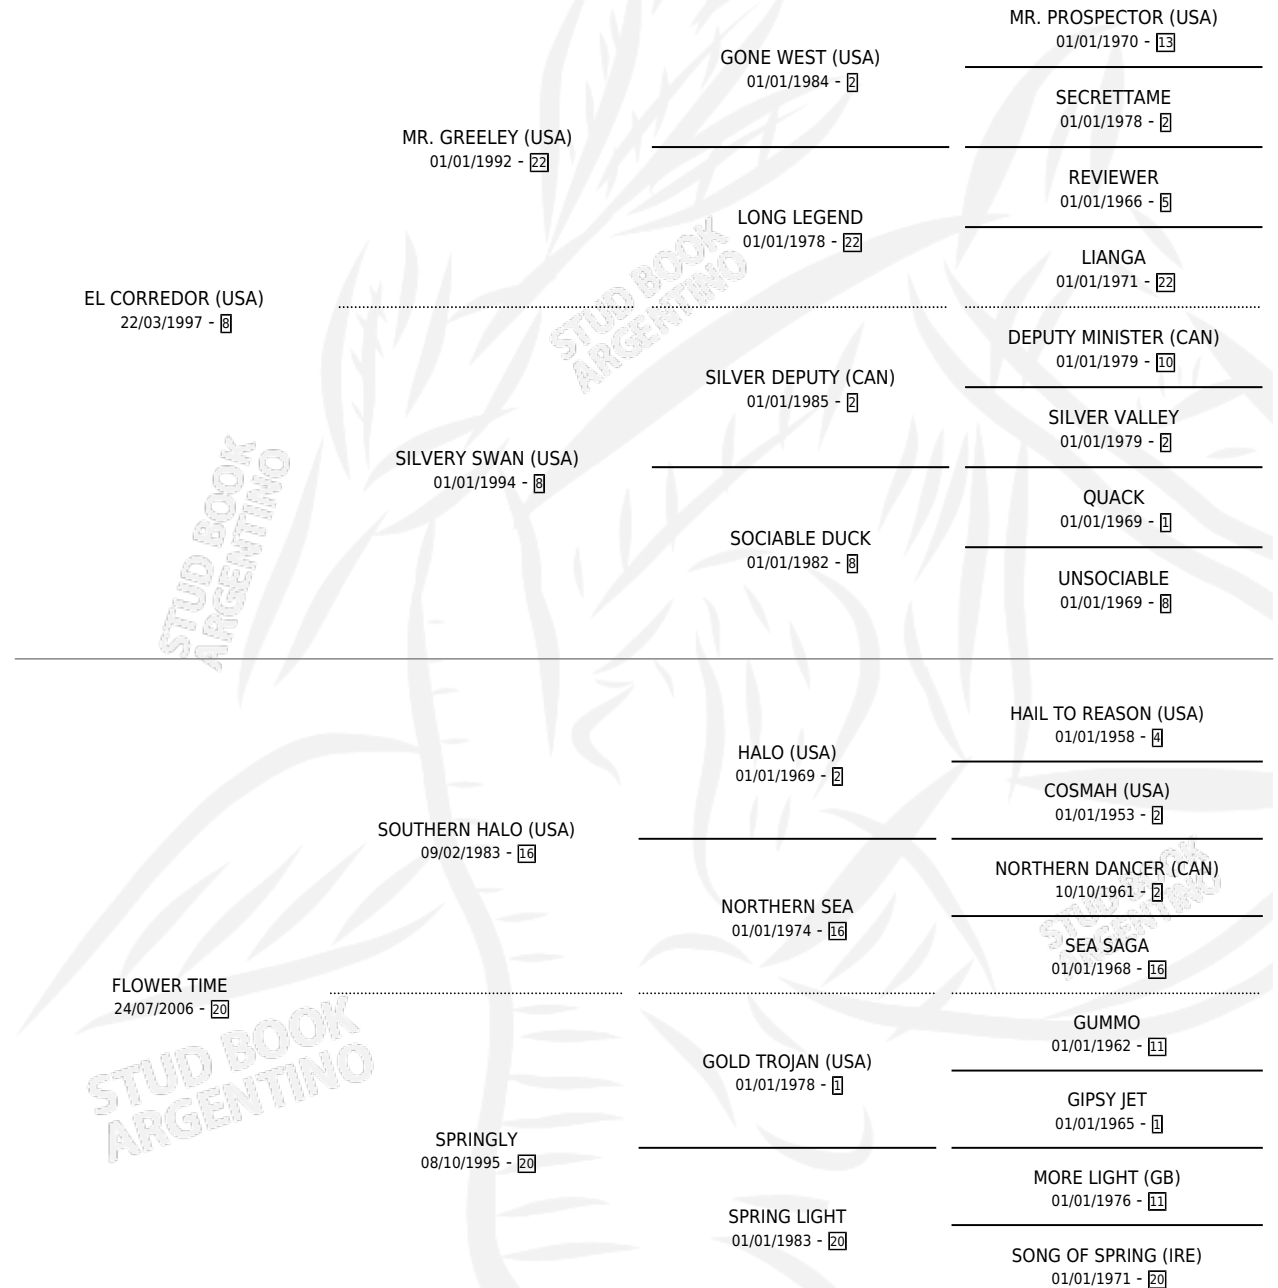 MR. PROSPECTOR (USA)
01/01/1970 - 13
GONE WEST (USA)
01/01/1984 - 2
SECRETTAME
01/01/1978 - 2
MR. GREELEY (USA)
01/01/1992 - 22
REVIEWER
01/01/1966 - 5
LONG LEGEND
01/01/1978 - 22
LIANGA
01/01/1971 - 22
EL CORREDOR (USA)
22/03/1997 - 8
STUD BOOK
ARGENTINO
DEPUTY MINISTER (CAN)
01/01/1979 - 10
SILVER DEPUTY (CAN)
01/01/1985 - 2
SILVER VALLEY
01/01/1979 - 2
SILVERY SWAN (USA)
01/01/1994 - 8
QUACK
01/01/1969 - 1
SOCIABLE DUCK
01/01/1982 - 8
UNSOCIABLE
01/01/1969 - 8
STUD BOOK
ARGENTINO
HAIL TO REASON (USA)
01/01/1958 - 4
HALO (USA)
01/01/1969 - 2
COSMAH (USA)
01/01/1953 - 2
SOUTHERN HALO (USA)
09/02/1983 - 16
NORTHERN DANCER (CAN)
10/10/1961 - 2
NORTHERN SEA
01/01/1974 - 16
STUD BOOK
ARGENTINO
SEA SAGA
01/01/1968 - 16
FLOWER TIME
24/07/2006 - 20
STUD BOOK
ARGENTINO
GUMMO
01/01/1962 - 11
GOLD TROJAN (USA)
01/01/1978 - 1
GIPSY JET
01/01/1965 - 1
SPRINGLY
08/10/1995 - 20
MORE LIGHT (GB)
01/01/1976 - 11
SPRING LIGHT
01/01/1983 - 20
SONG OF SPRING (IRE)
01/01/1971 - 20